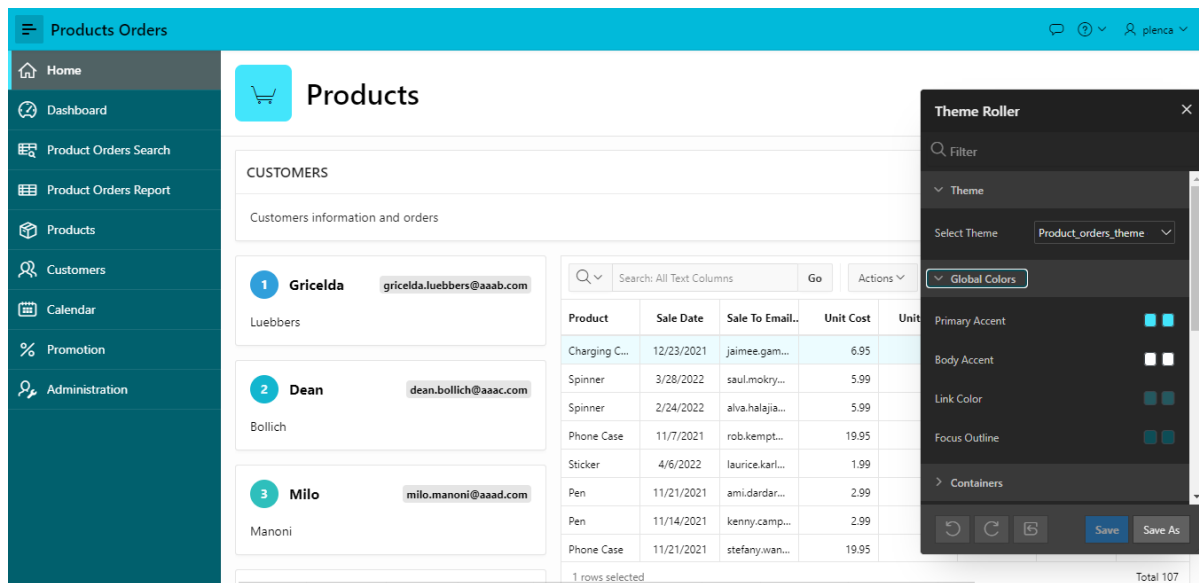 Products Orders
plenca
Home
Dashboard
Product Orders Search
Product Orders Report
Products
Customers
Calendar
Promotion
Administration
Products
CUSTOMERS
Customers information and orders
1 Gricelda gricelda.luebbers@aaab.com
Luebbers
2 Dean dean.bollich@aaac.com
Bollich
3 Milo milo.manoni@aaad.com
Manoni
Search: All Text Columns Go Actions
Product Sale Date Sale To Email.. Unit Cost Unit
Charging C... 12/23/2021 jaimee.gam... 6.95
Spinner 3/28/2022 saul.mokry... 5.99
Spinner 2/24/2022 alva.halajia... 5.99
Phone Case 11/7/2021 rob.kempt... 19.95
Sticker 4/6/2022 laurice.karl... 1.99
Pen 11/21/2021 ami.dardar... 2.99
Pen 11/14/2021 kenny.camp... 2.99
Phone Case 11/21/2021 stefany.wan... 19.95
1 rows selected Total 107
Theme Roller
Filter
Theme
Select Theme Product_orders_theme
Global Colors
Primary Accent
Body Accent
Link Color
Focus Outline
Containers
Save Save As